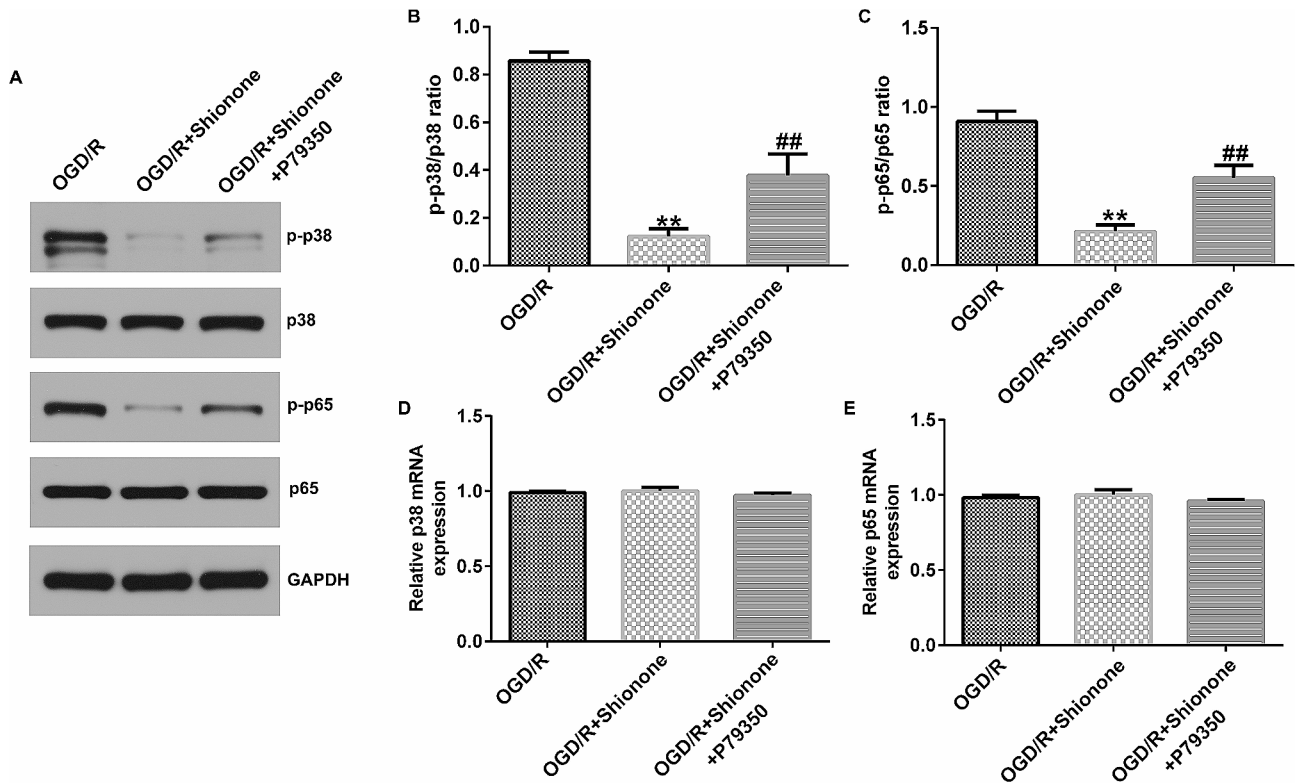 A
OGD/R
OGD/R+Shionone
OGD/R+Shionone
+P79350
p-p38
p38
p-p65
p65
GAPDH
B
p-p38/p38 ratio
1.0
0.8
0.6
0.4
0.2
0.0
**
##
OGD/R
OGD/R+Shionone
OGD/R+Shionone
+P79350
C
p-p65/p65 ratio
1.5
1.0
0.5
0.0
**
##
OGD/R
OGD/R+Shionone
OGD/R+Shionone
+P79350
D
Relative p38 mRNA
expression
1.5
1.0
0.5
0.0
OGD/R
OGD/R+Shionone
OGD/R+Shionone
+P79350
E
Relative p65 mRNA
expression
1.5
1.0
0.5
0.0
OGD/R
OGD/R+Shionone
OGD/R+Shionone
+P79350